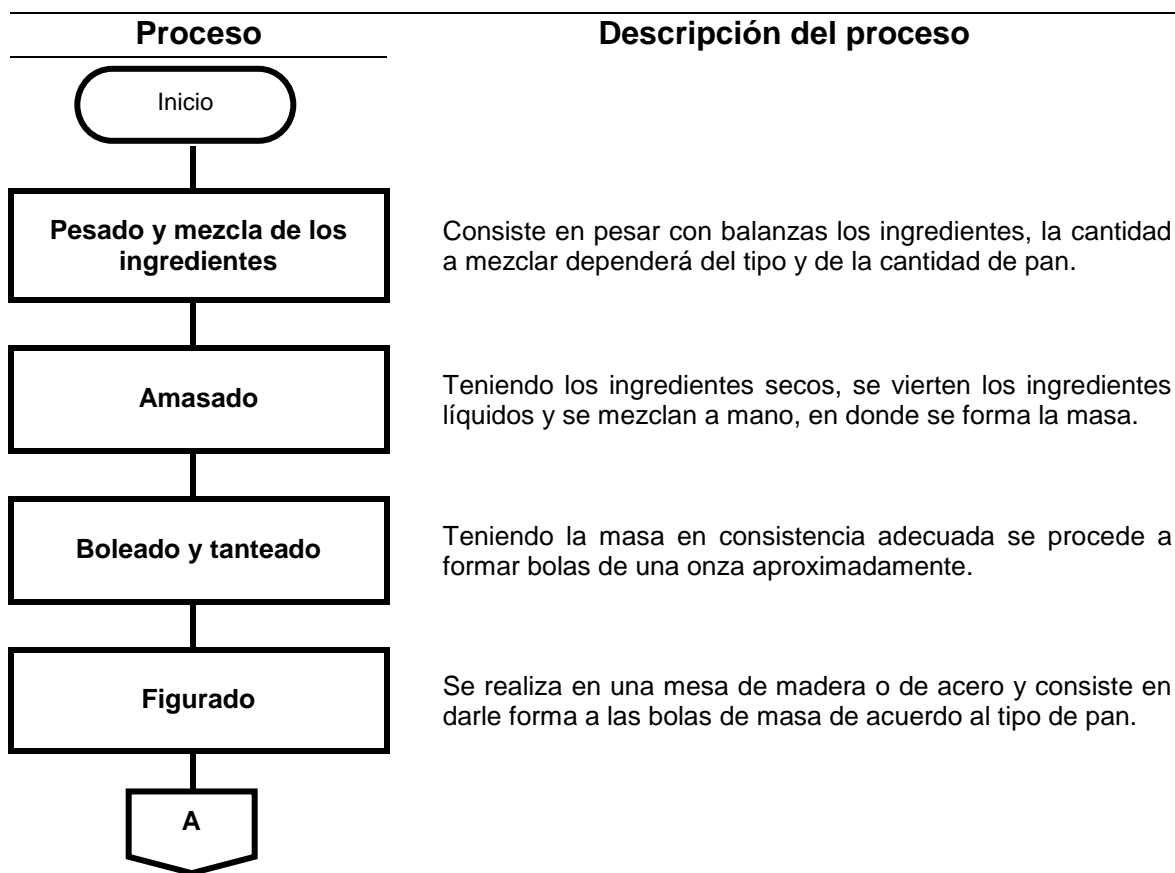 Proceso
Descripción del proceso
Inicio
Pesado y mezcla de los
ingredientes
Consiste en pesar con balanzas los ingredientes, la cantidad
a mezclar dependerá del tipo y de la cantidad de pan.
Amasado
Teniendo los ingredientes secos, se vierten los ingredientes
líquidos y se mezclan a mano, en donde se forma la masa.
Boleado y tanteado
Teniendo la masa en consistencia adecuada se procede a
formar bolas de una onza aproximadamente.
Figurado
Se realiza en una mesa de madera o de acero y consiste en
darle forma a las bolas de masa de acuerdo al tipo de pan.
A